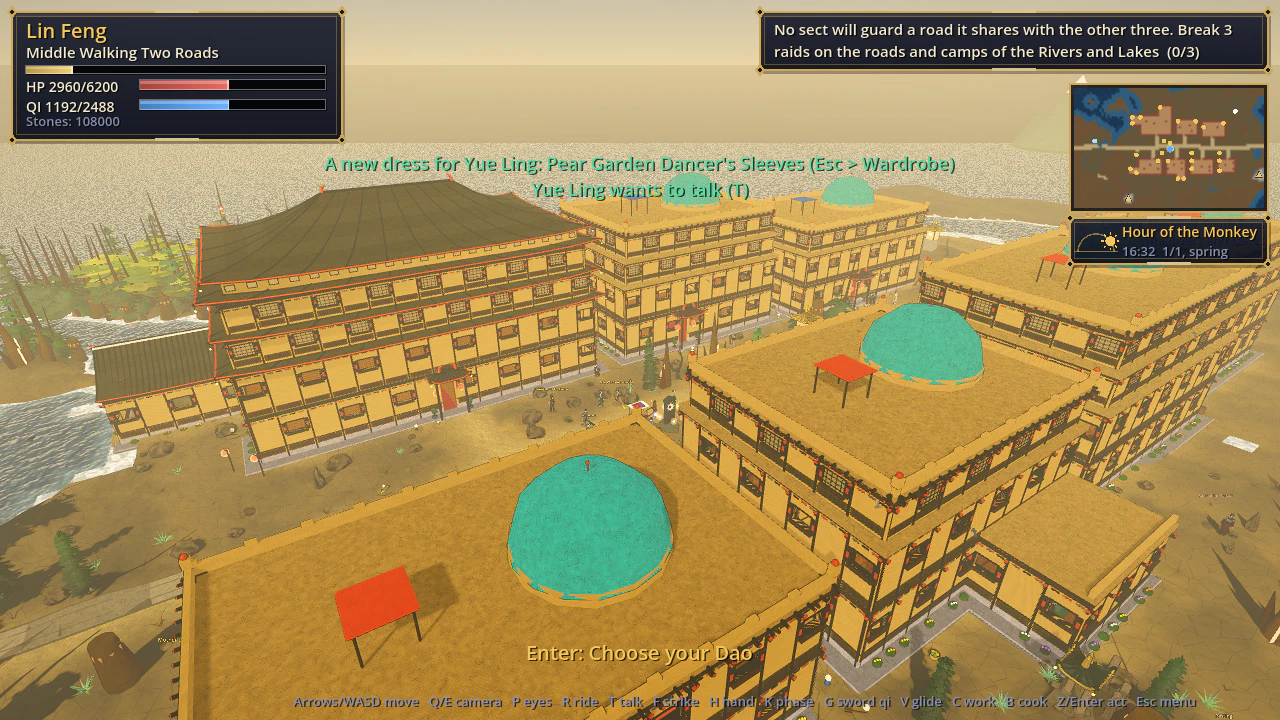 Lin Feng
Middle Walking Two Roads
HP 2960/6200
QI 1192/2488
Stones: 108000
No sect will guard a road it shares with the other three. Break 3
raids on the roads and camps of the Rivers and Lakes (0/3)
Hour of the Monkey
16:32 1/1, spring
A new dress for Yue Ling: Pear Garden Dancer's Sleeves (Esc > Wardrobe)
Yue Ling wants to talk (T)
Enter: Choose your Dao
Arrows/WASD move Q/E camera P eyes R ride T talk F strike H hand K phase G sword qi V glide C work B cook Z/Enter act Esc menu